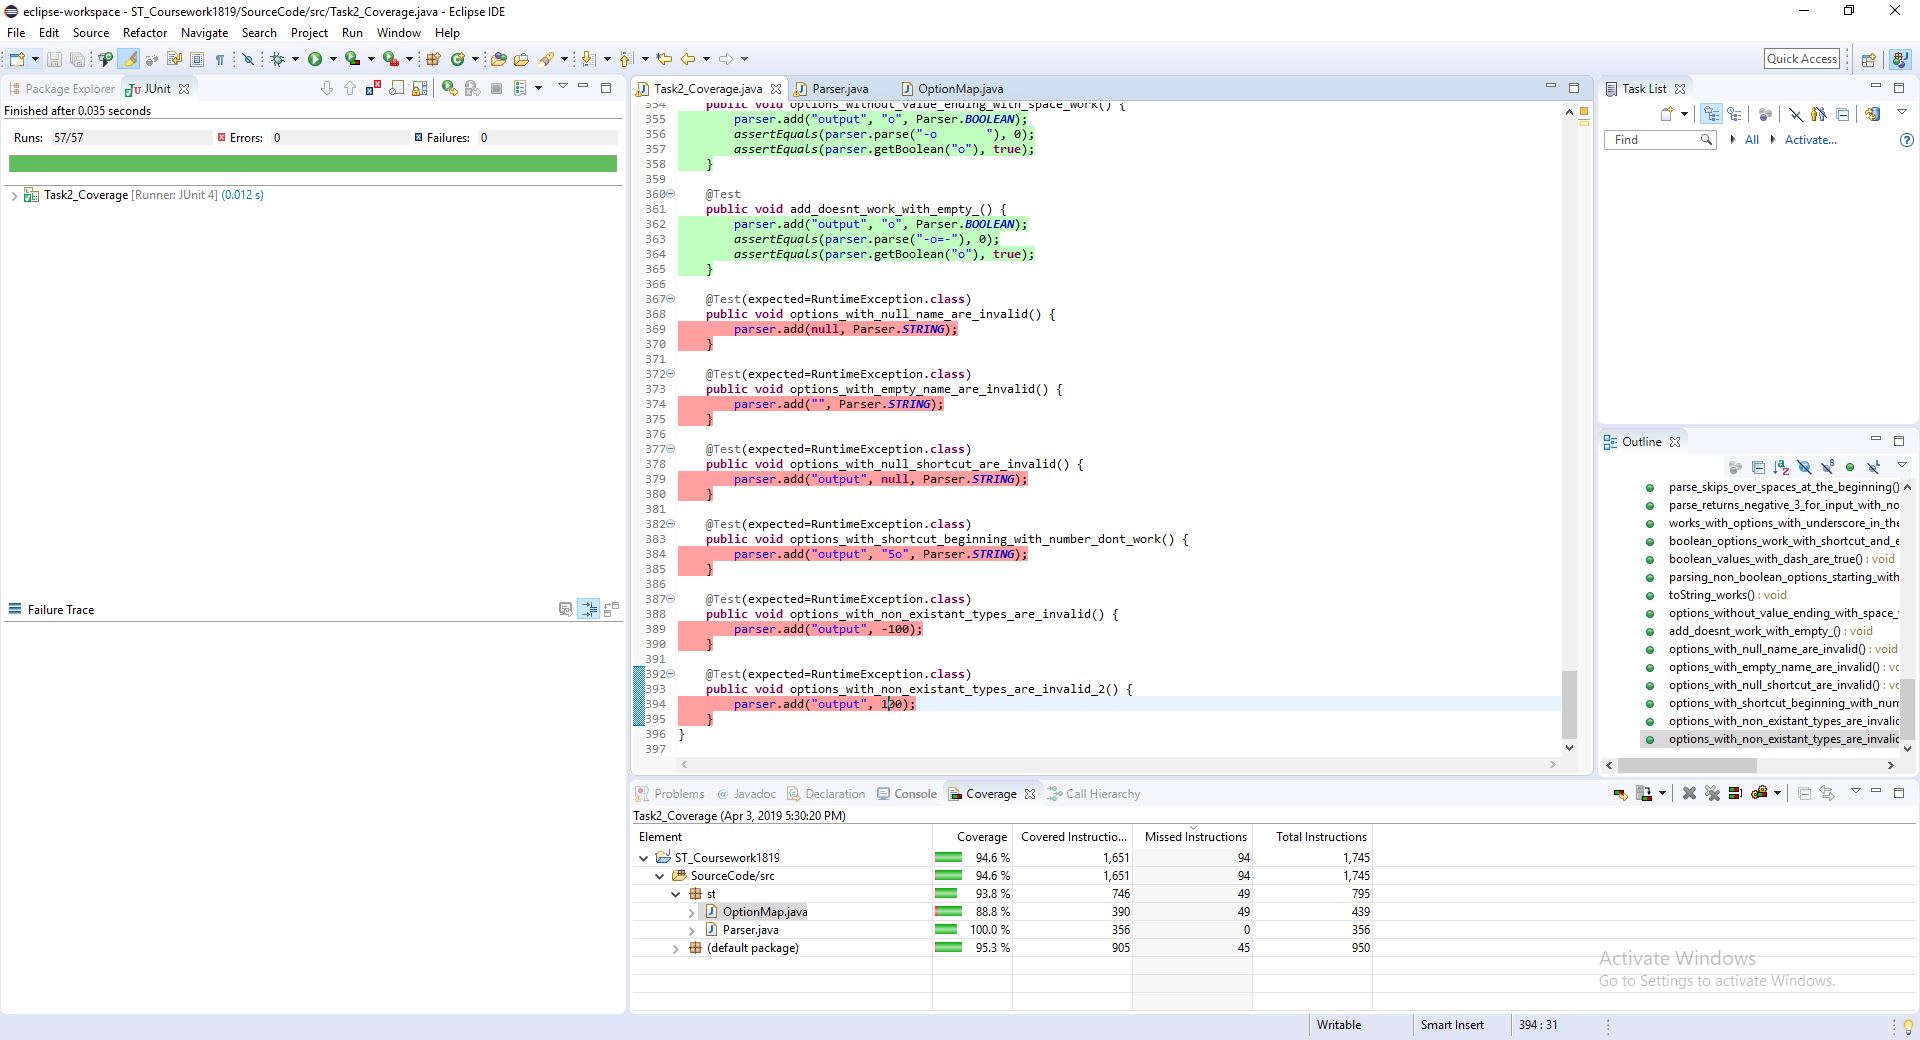 eclipse-workspace - ST_Coursework1819/SourceCode/src/Task2_Coverage.java - Eclipse IDE
File Edit Source Refactor Navigate Search Project Run Window Help
Quick Access
Package Explorer JUnit
Finished after 0.035 seconds
Runs: 57/57 Errors: 0 Failures: 0
Task2_Coverage [Runner: JUnit 4] (0.012 s)
Failure Trace
Task2_Coverage.java Parser.java OptionMap.java
354 public void options_without_value_ending_with_space_work() {
355 parser.add("output", "o", Parser.BOOLEAN);
356 assertEquals(parser.parse("-o       "), 0);
357 assertEquals(parser.getBoolean("o"), true);
358 }
359
360 @Test
361 public void add_doesnt_work_with_empty_() {
362 parser.add("output", "o", Parser.BOOLEAN);
363 assertEquals(parser.parse("-o=-"), 0);
364 assertEquals(parser.getBoolean("o"), true);
365 }
366
367 @Test(expected=RuntimeException.class)
368 public void options_with_null_name_are_invalid() {
369 parser.add(null, Parser.STRING);
370 }
371
372 @Test(expected=RuntimeException.class)
373 public void options_with_empty_name_are_invalid() {
374 parser.add("", Parser.STRING);
375 }
376
377 @Test(expected=RuntimeException.class)
378 public void options_with_null_shortcut_are_invalid() {
379 parser.add("output", null, Parser.STRING);
380 }
381
382 @Test(expected=RuntimeException.class)
383 public void options_with_shortcut_beginning_with_number_dont_work() {
384 parser.add("output", "5o", Parser.STRING);
385 }
386
387 @Test(expected=RuntimeException.class)
388 public void options_with_non_existant_types_are_invalid() {
389 parser.add("output", -100);
390 }
391
392 @Test(expected=RuntimeException.class)
393 public void options_with_non_existant_types_are_invalid_2() {
394 parser.add("output", 100);
395 }
396 }
397
Task List
Find All Activate...
Outline
parse_skips_over_spaces_at_the_beginning()
parse_returns_negative_3_for_input_with_no
works_with_options_with_underscore_in_the
boolean_options_work_with_shortcut_and_e
boolean_values_with_dash_are_true() : void
parsing_non_boolean_options_starting_with
toString_works() : void
options_without_value_ending_with_space_
add_doesnt_work_with_empty_() : void
options_with_null_name_are_invalid() : void
options_with_empty_name_are_invalid() : vo
options_with_null_shortcut_are_invalid() : vo
options_with_shortcut_beginning_with_num
options_with_non_existant_types_are_invalid
options_with_non_existant_types_are_invalid
Problems @ Javadoc Declaration Console Coverage Call Hierarchy
Task2_Coverage (Apr 3, 2019 5:30:20 PM)
Element Coverage Covered Instructio... Missed Instructions Total Instructions
ST_Coursework1819 94.6 % 1,651 94 1,745
SourceCode/src 94.6 % 1,651 94 1,745
st 93.8 % 746 49 795
OptionMap.java 88.8 % 390 49 439
Parser.java 100.0 % 356 0 356
(default package) 95.3 % 905 45 950
Activate Windows
Go to Settings to activate Windows.
Writable Smart Insert 394 : 31